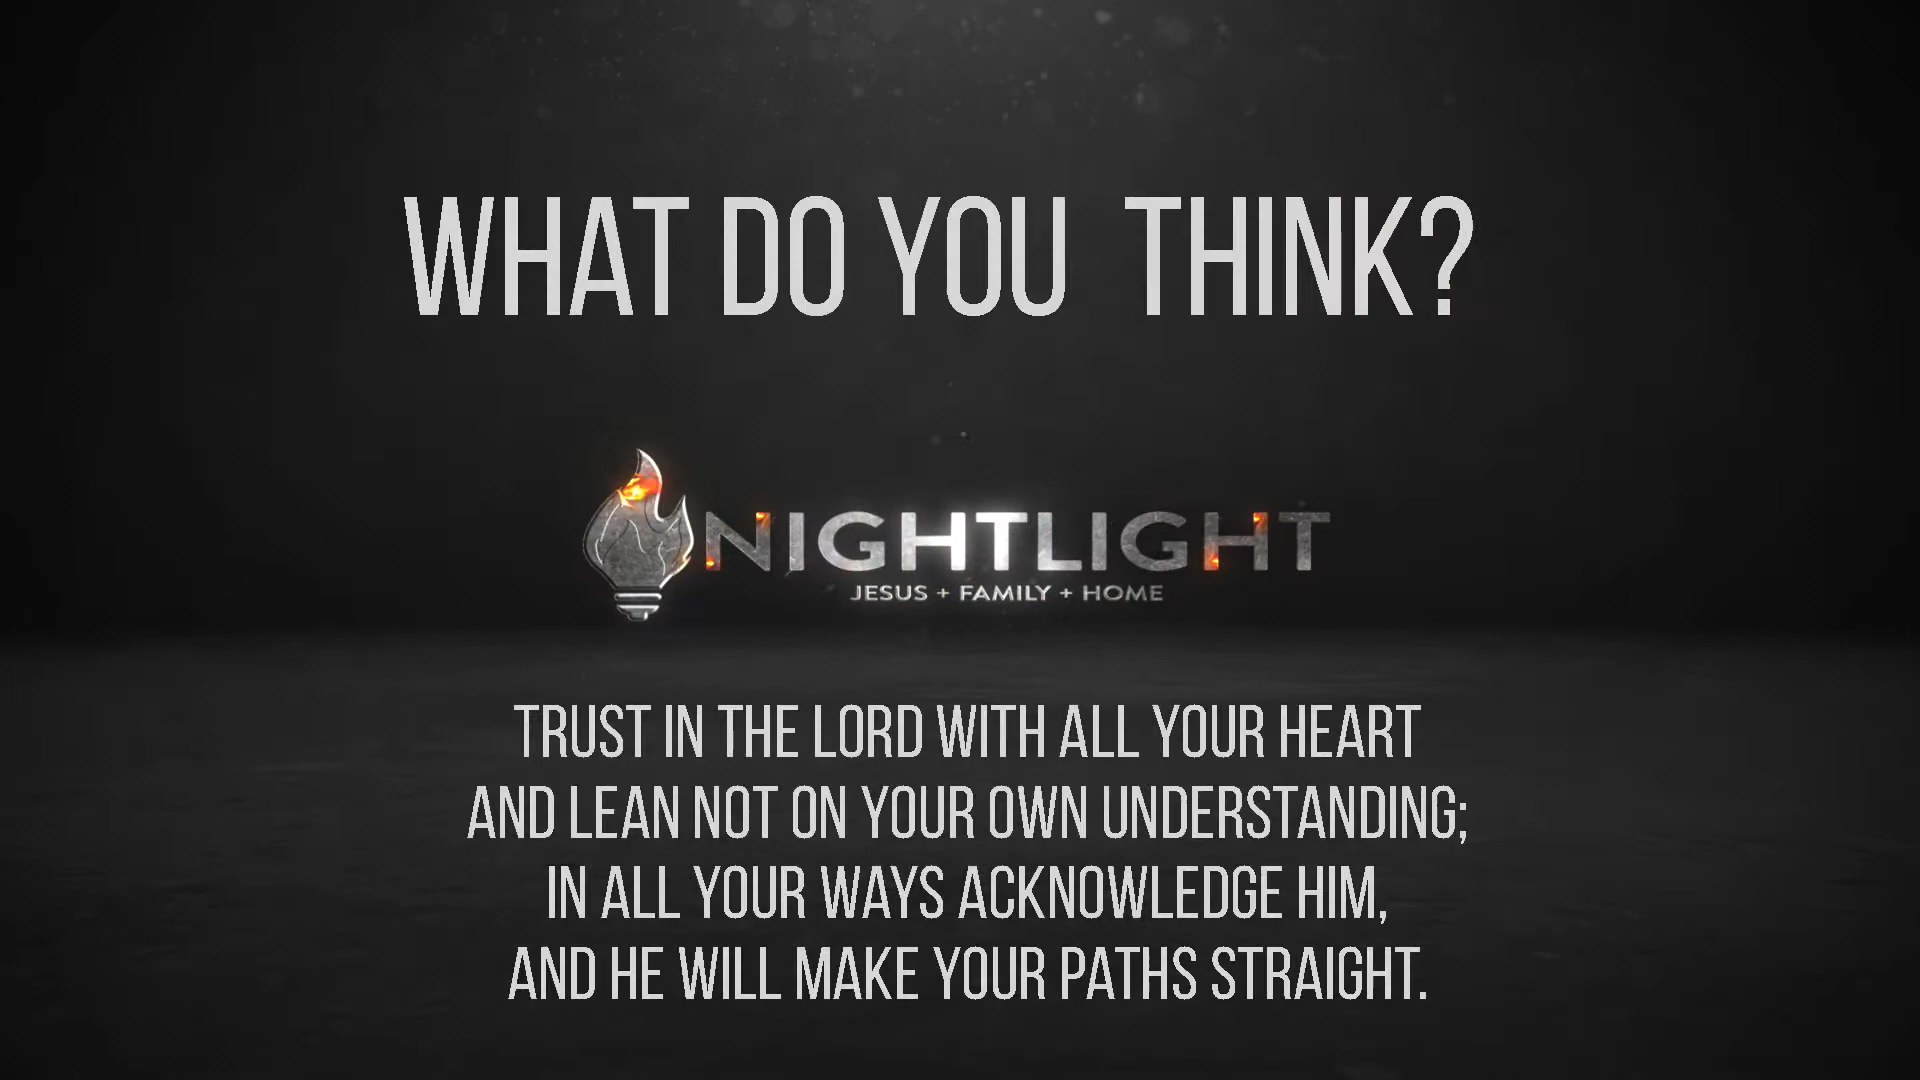 WHAT DO YOU THINK?
NIGHTLIGHT
JESUS + FAMILY + HOME
TRUST IN THE LORD WITH ALL YOUR HEART
AND LEAN NOT ON YOUR OWN UNDERSTANDING;
IN ALL YOUR WAYS ACKNOWLEDGE HIM,
AND HE WILL MAKE YOUR PATHS STRAIGHT.